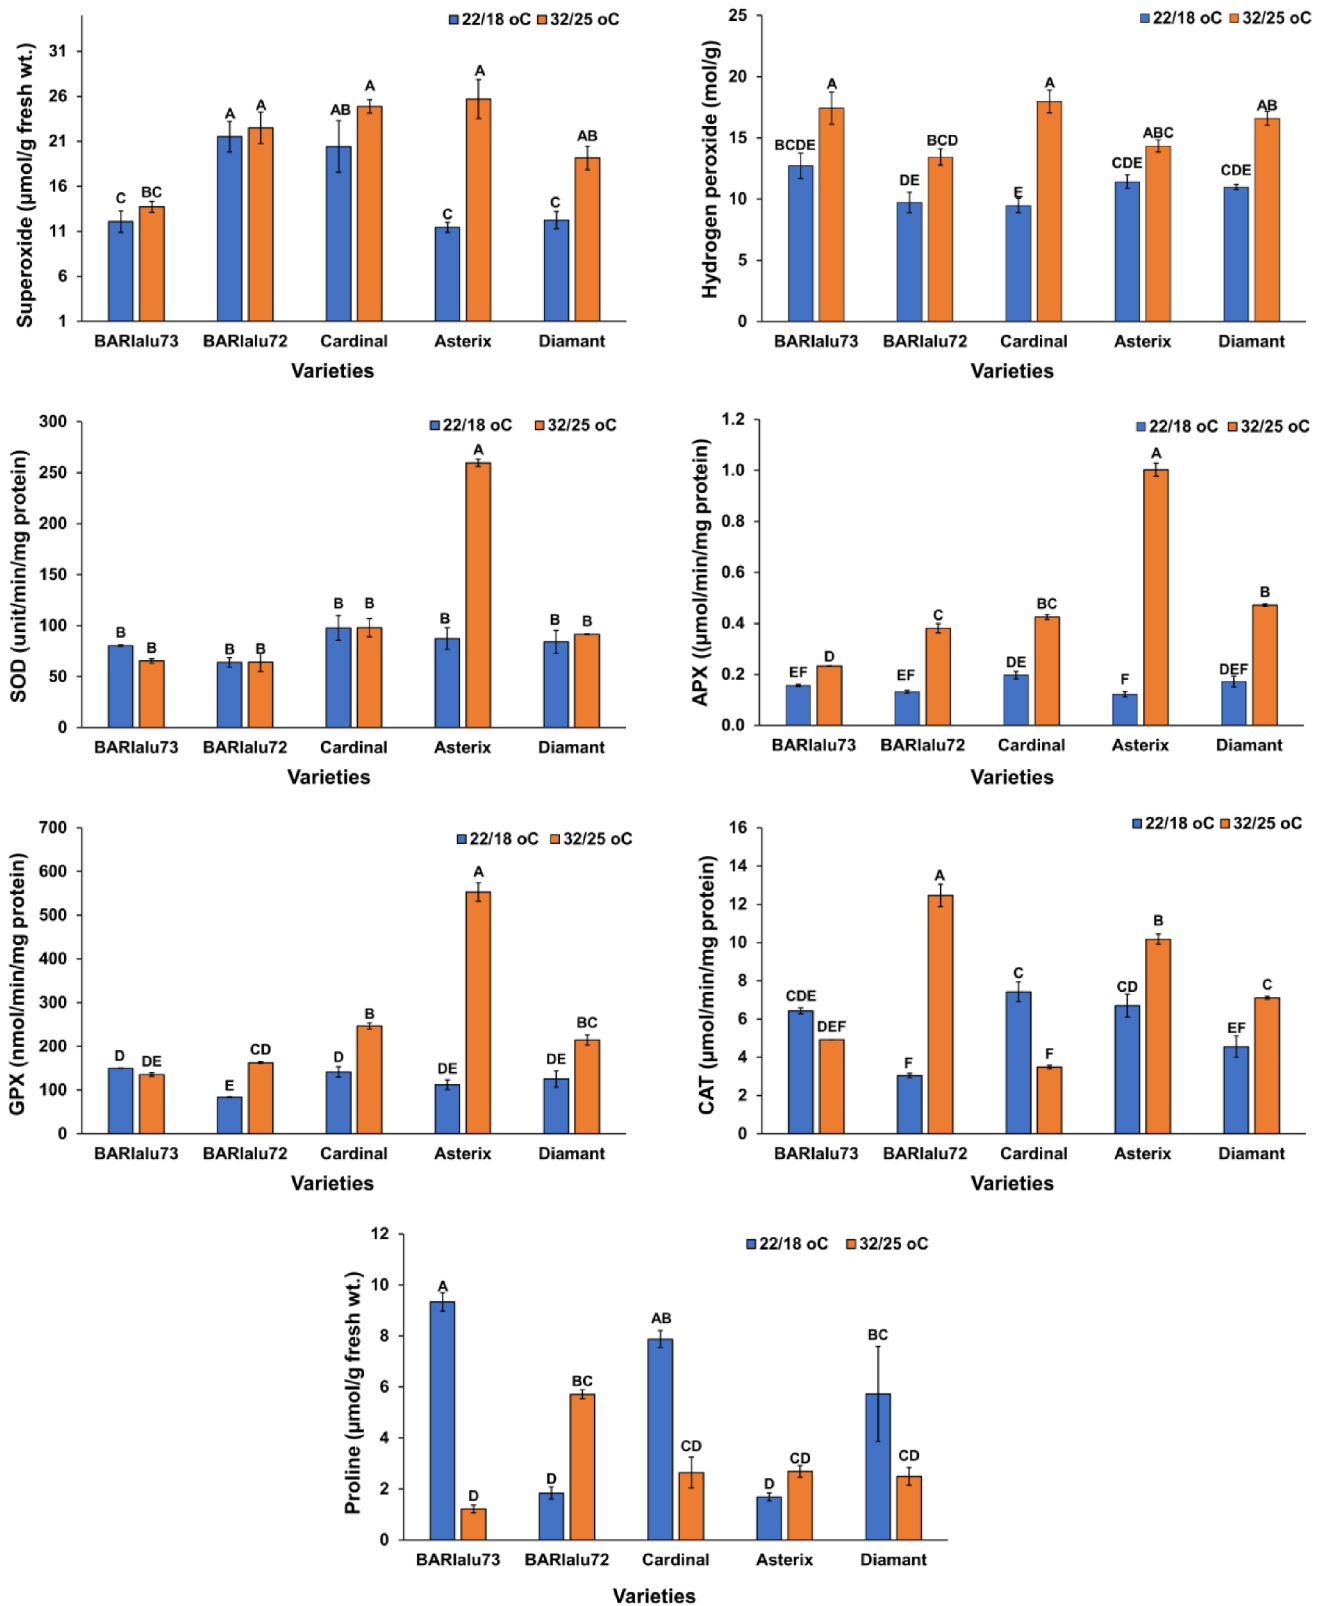 22/18 oC 32/25 oC
Superoxide (µmol/g fresh wt.)
31
26
21
16
11
6
1
C BC A A AB A C A C AB
BARIalu73 BARIalu72 Cardinal Asterix Diamant
Varieties
22/18 oC 32/25 oC
Hydrogen peroxide (mol/g)
25
20
15
10
5
0
BCDE A DE BCD E A CDE ABC CDE AB
BARIalu73 BARIalu72 Cardinal Asterix Diamant
Varieties
22/18 oC 32/25 oC
SOD (unit/min/mg protein)
300
250
200
150
100
50
0
B B B B B B B A B B
BARIalu73 BARIalu72 Cardinal Asterix Diamant
Varieties
22/18 oC 32/25 oC
APX ((µmol/min/mg protein)
1.2
1.0
0.8
0.6
0.4
0.2
0.0
EF D EF C DE BC F A DEF B
BARIalu73 BARIalu72 Cardinal Asterix Diamant
Varieties
22/18 oC 32/25 oC
GPX (nmol/min/mg protein)
700
600
500
400
300
200
100
0
D DE E CD D B DE A DE BC
BARIalu73 BARIalu72 Cardinal Asterix Diamant
Varieties
22/18 oC 32/25 oC
CAT (µmol/min/mg protein)
16
14
12
10
8
6
4
2
0
CDE DEF F A C F CD B EF C
BARIalu73 BARIalu72 Cardinal Asterix Diamant
Varieties
22/18 oC 32/25 oC
Proline (µmol/g fresh wt.)
12
10
8
6
4
2
0
A D D BC AB CD D CD BC CD
BARIalu73 BARIalu72 Cardinal Asterix Diamant
Varieties